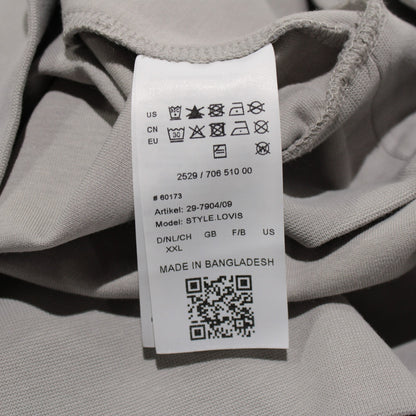 US
CN
EU
30
2529 / 706 510 00
# 60173
Artikel: 29-7904/09
Model: STYLE.LOVIS
D/NL/CH GB F/B US
XXL
MADE IN BANGLADESH